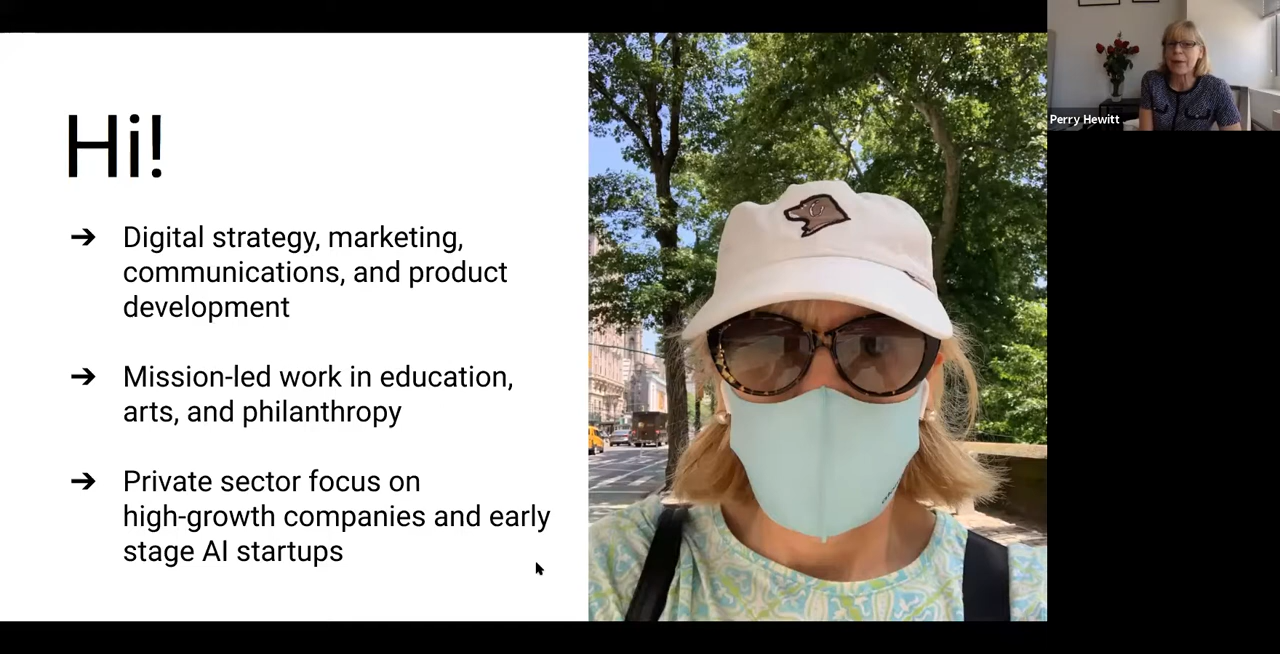 Hi!
➔ Digital strategy, marketing,
communications, and product
development
➔ Mission-led work in education,
arts, and philanthropy
➔ Private sector focus on
high-growth companies and early
stage AI startups
Perry Hewitt